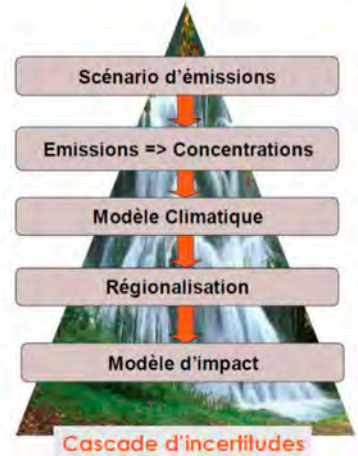 Scénario d'émissions
Emissions => Concentrations
Modèle Climatique
Régionalisation
Modèle d'impact
Cascade d'incertitudes